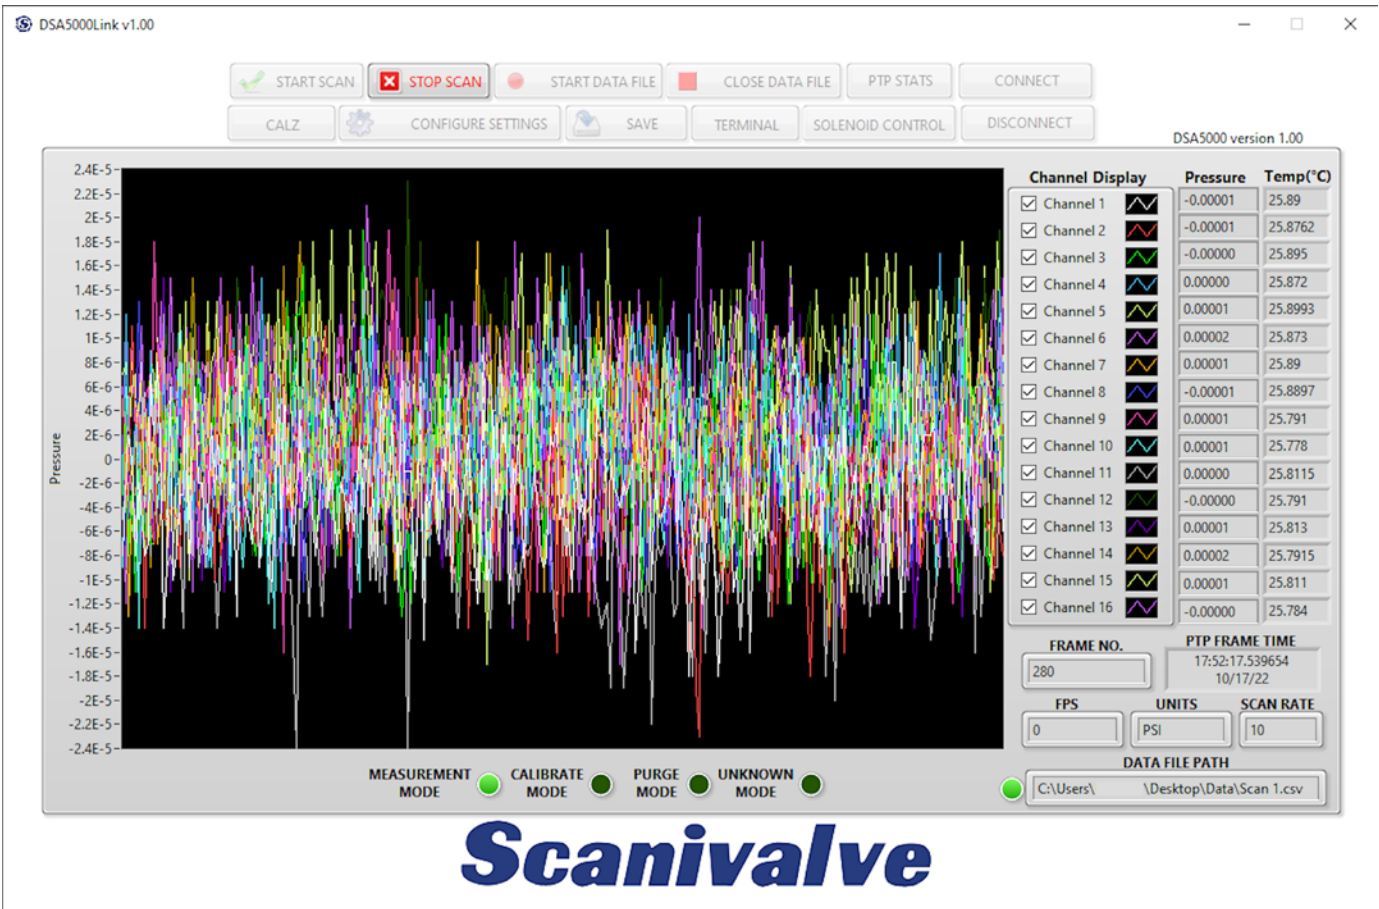 DSA5000Link v1.00
START SCAN STOP SCAN START DATA FILE CLOSE DATA FILE PTP STATS CONNECT
CALZ CONFIGURE SETTINGS SAVE TERMINAL SOLENOID CONTROL DISCONNECT
DSA5000 version 1.00
Channel Display Pressure Temp(°C)
Channel 1 -0.00001 25.89
Channel 2 -0.00001 25.8762
Channel 3 -0.00000 25.895
Channel 4 0.00000 25.872
Channel 5 0.00001 25.8993
Channel 6 0.00002 25.873
Channel 7 0.00001 25.89
Channel 8 -0.00001 25.8897
Channel 9 0.00001 25.791
Channel 10 0.00001 25.778
Channel 11 0.00000 25.8115
Channel 12 -0.00000 25.791
Channel 13 0.00001 25.813
Channel 14 0.00002 25.7915
Channel 15 0.00001 25.811
Channel 16 -0.00000 25.784
2.4E-5
2.2E-5
2E-5
1.8E-5
1.6E-5
1.4E-5
1.2E-5
1E-5
8E-6
6E-6
4E-6
2E-6
0
-2E-6
-4E-6
-6E-6
-8E-6
-1E-5
-1.2E-5
-1.4E-5
-1.6E-5
-1.8E-5
-2E-5
-2.2E-5
-2.4E-5
Pressure
FRAME NO. PTP FRAME TIME
280 17:52:17.539654
10/17/22
FPS UNITS SCAN RATE
0 PSI 10
DATA FILE PATH
C:\Users\ \Desktop\Data\Scan 1.csv
MEASUREMENT MODE
CALIBRATE MODE
PURGE MODE
UNKNOWN MODE
Scanivalve